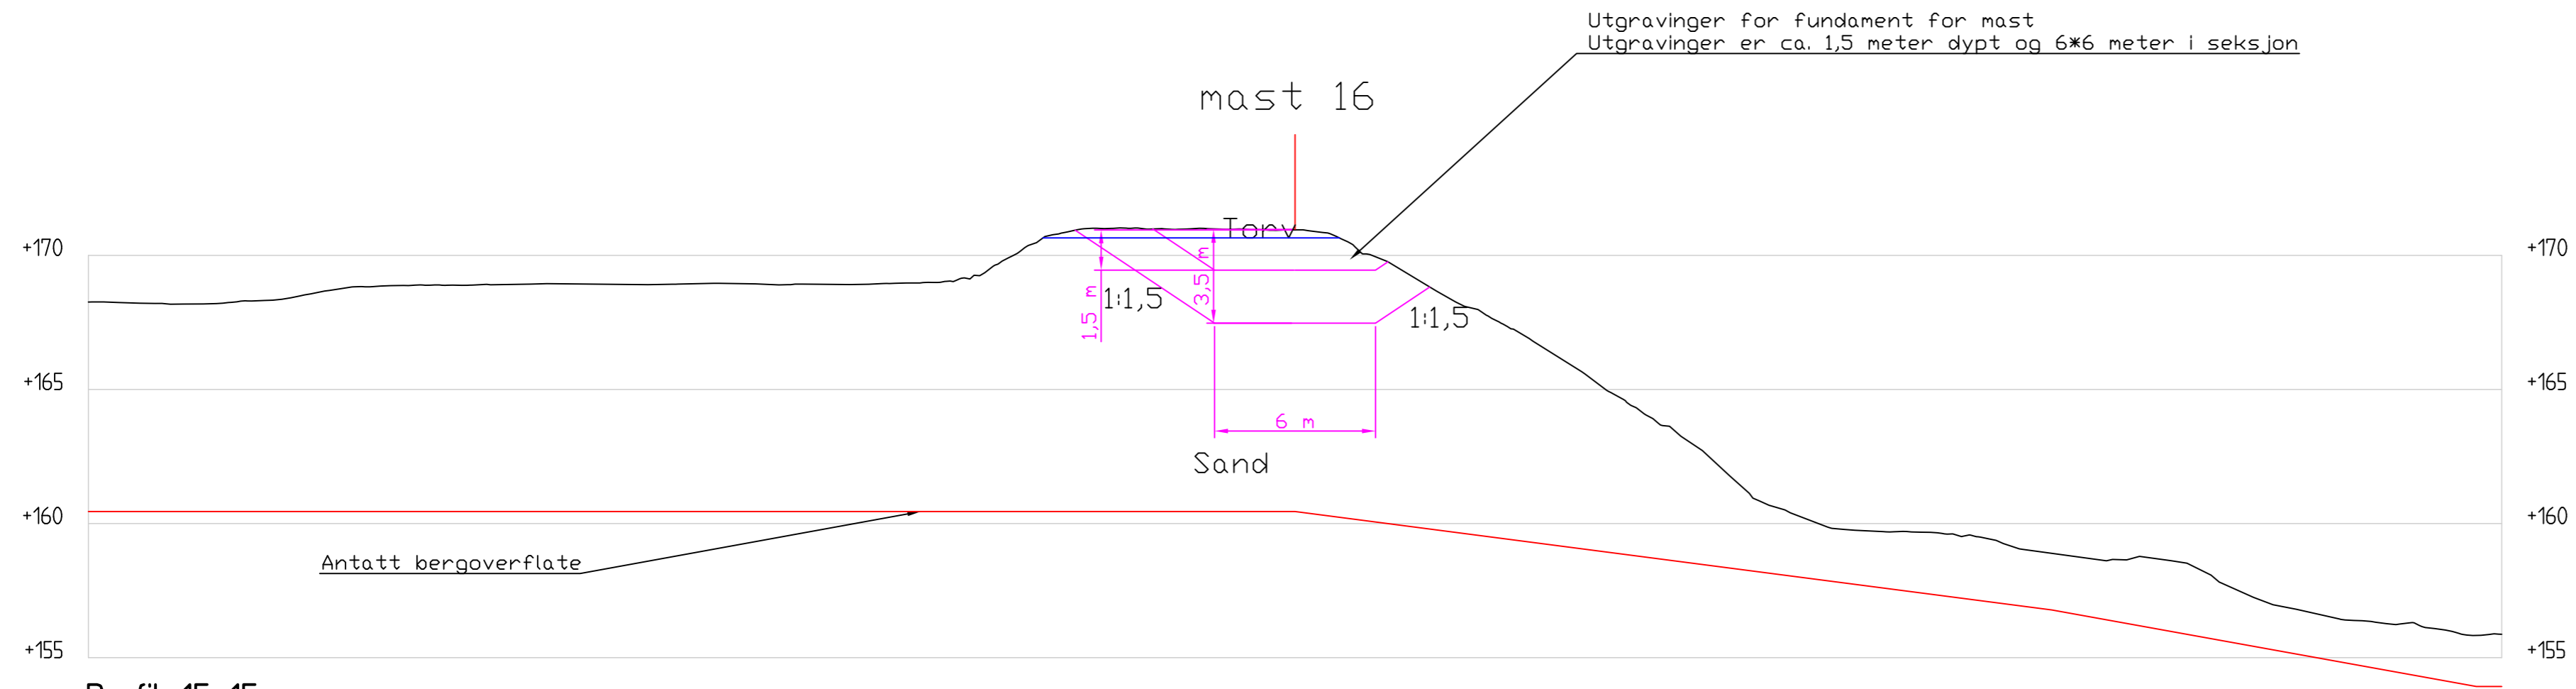 Utgravinger for fundament for mast
Utgravinger er ca. 1,5 meter dypt og 6*6 meter i seksjon
mast 16
Torv
+170
+170
3,5 m
1,5 m
1:1,5
1:1,5
+165
+165
6 m
Sand
+160
+160
Antatt bergoverflate
+155
+155